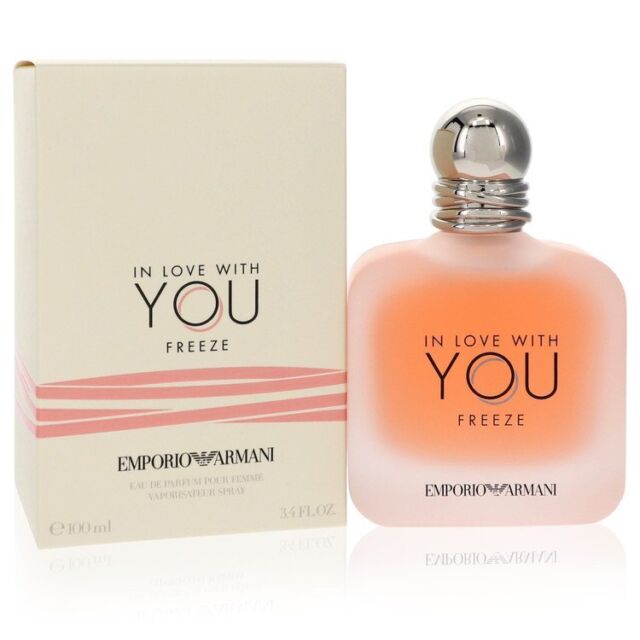 IN LOVE WITH
YOU
FREEZE
EMPORIO ARMANI
EAU DE PARFUM POUR FEMME
VAPORISATEUR SPRAY
℮ 100 ml 3.4 FL.OZ.
IN LOVE WITH
YOU
FREEZE
EMPORIO ARMANI